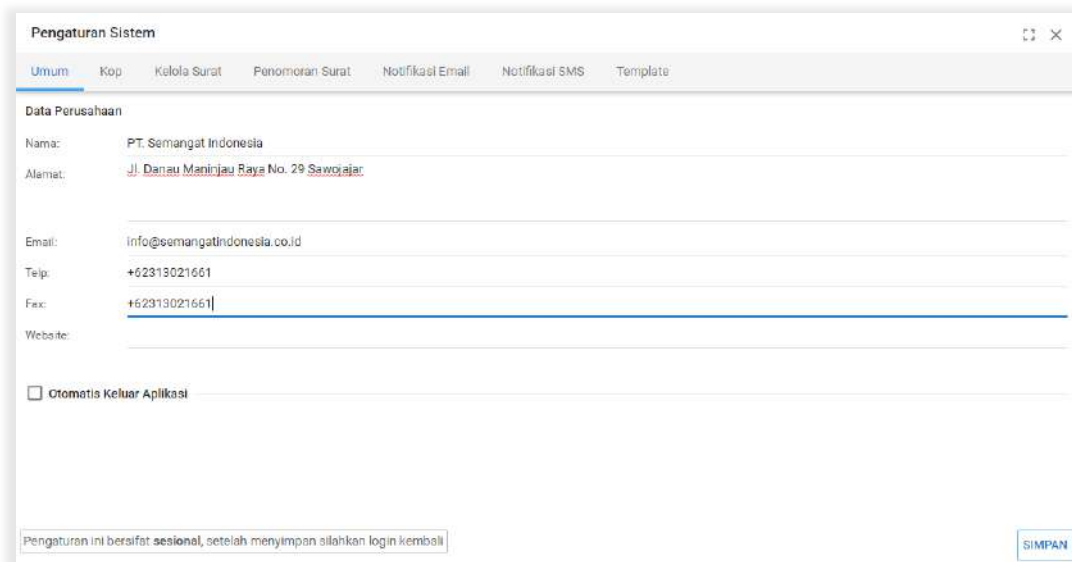 Pengaturan Sistem
Umum Kop Kelola Surat Penomoran Surat Notifikasi Email Notifikasi SMS Template
Data Perusahaan
Nama: PT. Semangat Indonesia
Alamat: Jl. Danau Maninjau Raya No. 29 Sawojajar
Email: info@semangatindonesia.co.id
Telp: +62313021661
Fax: +62313021661
Website:
Otomatis Keluar Aplikasi
Pengaturan ini bersifat sesional, setelah menyimpan silahkan login kembali
SIMPAN